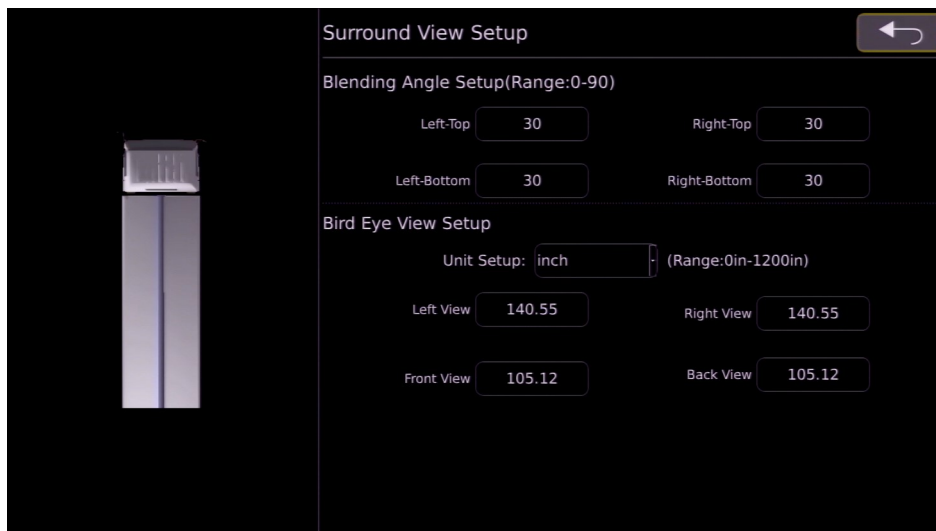 Surround View Setup
Blending Angle Setup(Range:0-90)
Left-Top 30 Right-Top 30
Left-Bottom 30 Right-Bottom 30
Bird Eye View Setup
Unit Setup: inch (Range:0in-1200in)
Left View 140.55 Right View 140.55
Front View 105.12 Back View 105.12